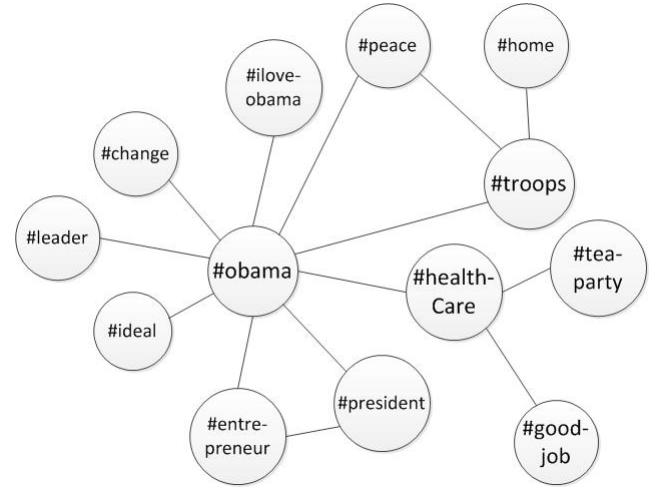 #peace
#home
#ilove-
obama
#change
#troops
#leader
#obama
#health-
Care
#tea-
party
#ideal
#president
#entre-
preneur
#good-
job